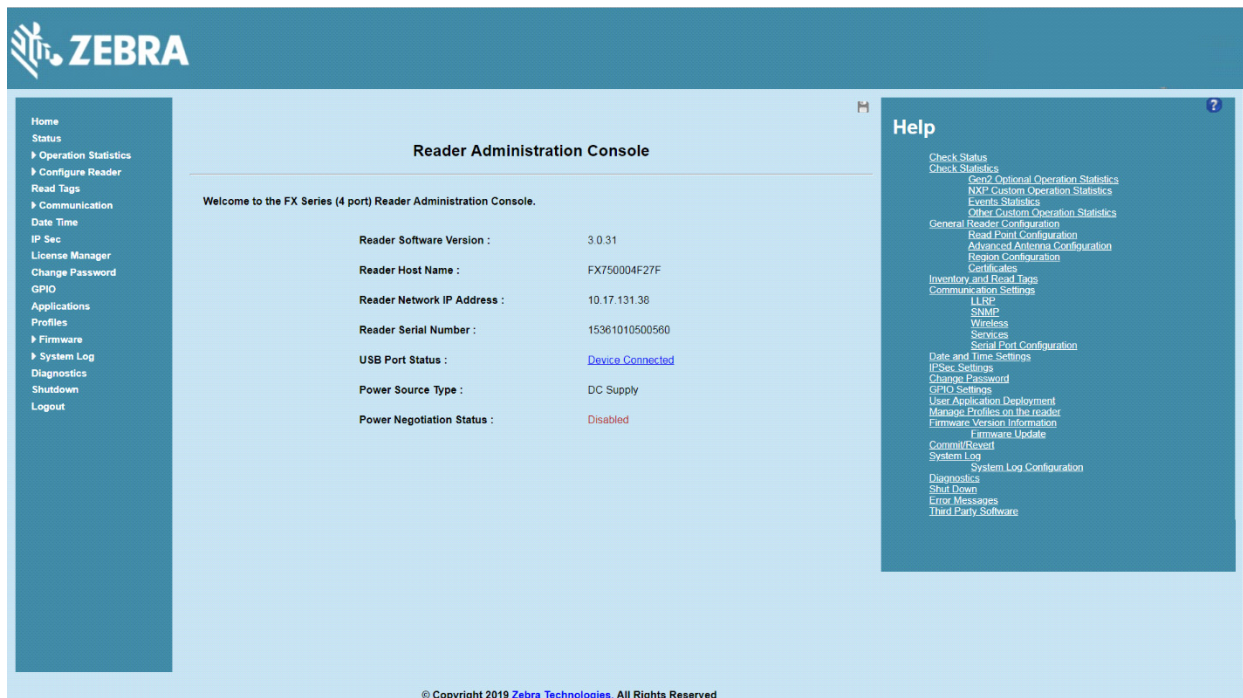 ZEBRA
Home
Status
Operation Statistics
Configure Reader
Read Tags
Communication
Date Time
IP Sec
License Manager
Change Password
GPIO
Applications
Profiles
Firmware
System Log
Diagnostics
Shutdown
Logout
Reader Administration Console
Welcome to the FX Series (4 port) Reader Administration Console.
Reader Software Version : 3.0.31
Reader Host Name : FX750004F27F
Reader Network IP Address : 10.17.131.38
Reader Serial Number : 15361010500560
USB Port Status : Device Connected
Power Source Type : DC Supply
Power Negotiation Status : Disabled
?
Help
Check Status
Check Statistics
Gen2 Optional Operation Statistics
NXP Custom Operation Statistics
Events Statistics
Other Custom Operation Statistics
General Reader Configuration
Read Point Configuration
Advanced Antenna Configuration
Region Configuration
Certificates
Inventory and Read Tags
Communication Settings
LLRP
SNMP
Wireless
Services
Serial Port Configuration
Date and Time Settings
IPSec Settings
Change Password
GPIO Settings
User Application Deployment
Manage Profiles on the reader
Firmware Version Information
Firmware Update
Commit/Revert
System Log
System Log Configuration
Diagnostics
Shut Down
Error Messages
Third Party Software
© Copyright 2019 Zebra Technologies. All Rights Reserved